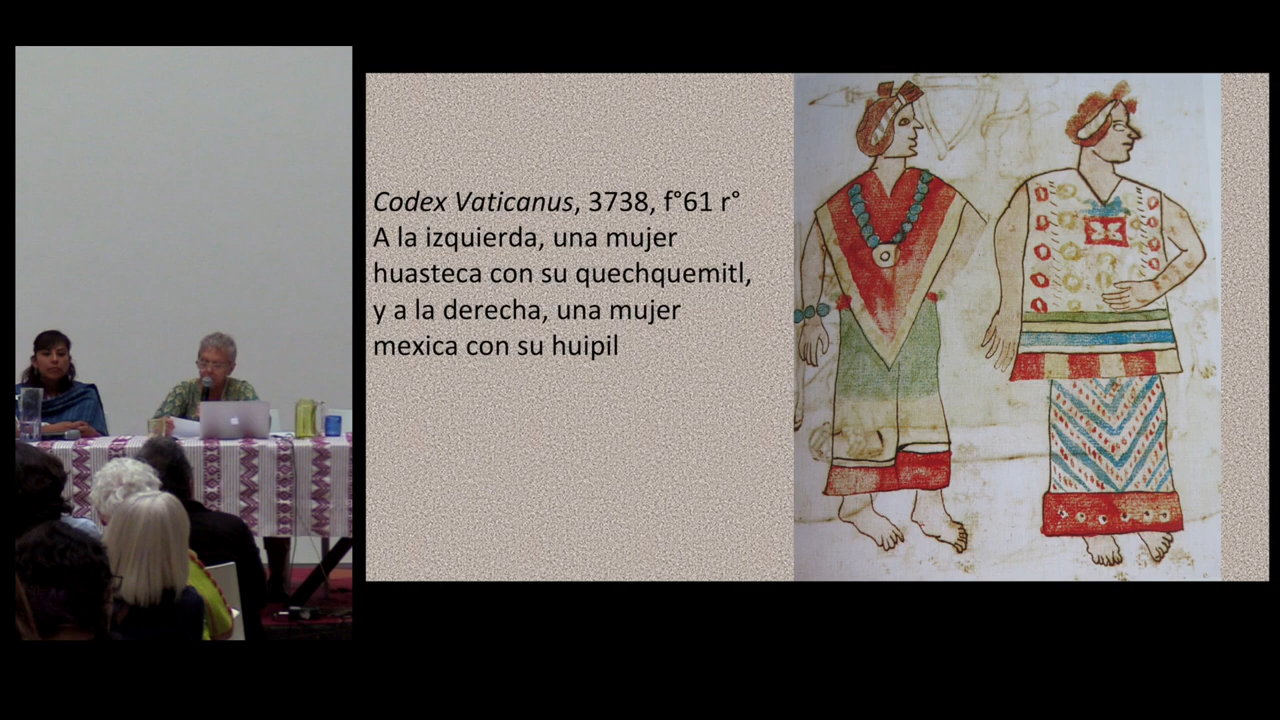 Codex Vaticanus, 3738, f°61 r°
A la izquierda, una mujer
huasteca con su quechquemitl,
y a la derecha, una mujer
mexica con su huipil